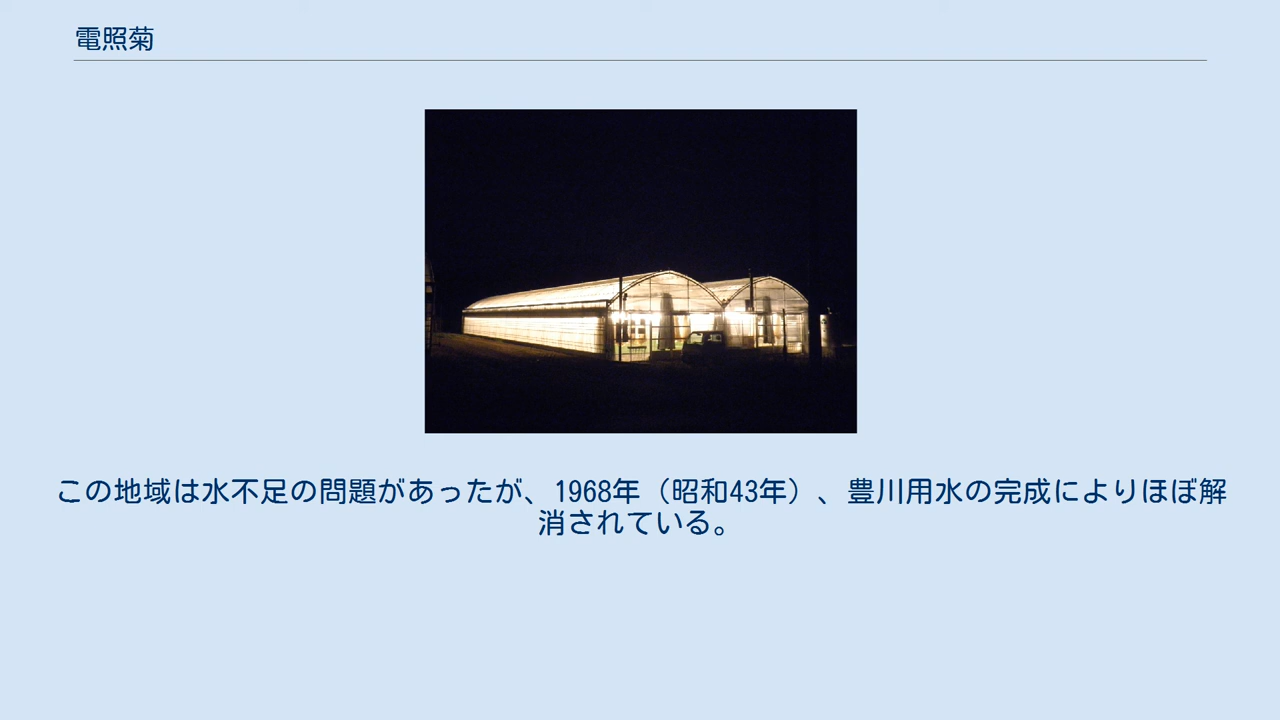 電照菊
この地域は水不足の問題があったが、1968年（昭和43年）、豊川用水の完成によりほぼ解
消されている。